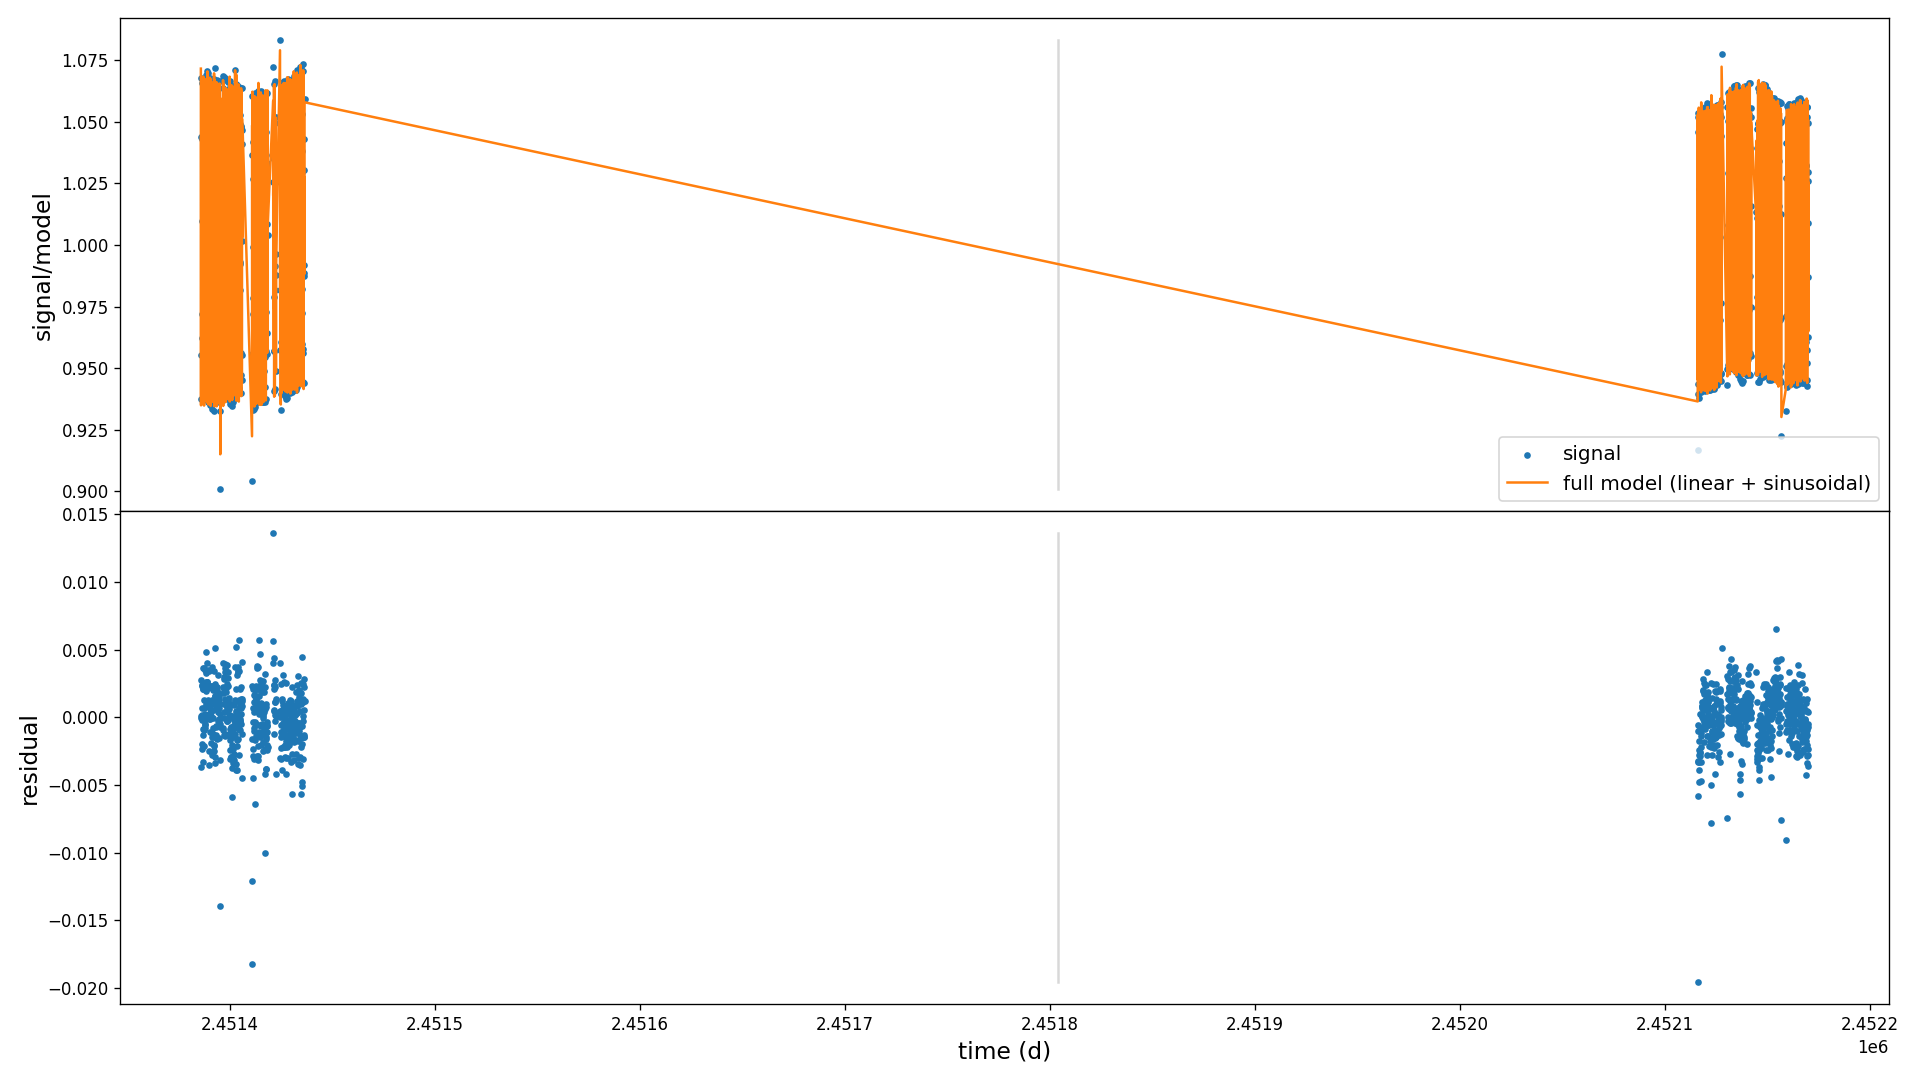 1.075
1.050
1.025
1.000
0.975
0.950
0.925
0.900
signal/model
signal
full model (linear + sinusoidal)
0.015
0.010
0.005
0.000
−0.005
−0.010
−0.015
−0.020
residual
2.4514 2.4515 2.4516 2.4517 2.4518 2.4519 2.4520 2.4521 2.4522
1e6
time (d)